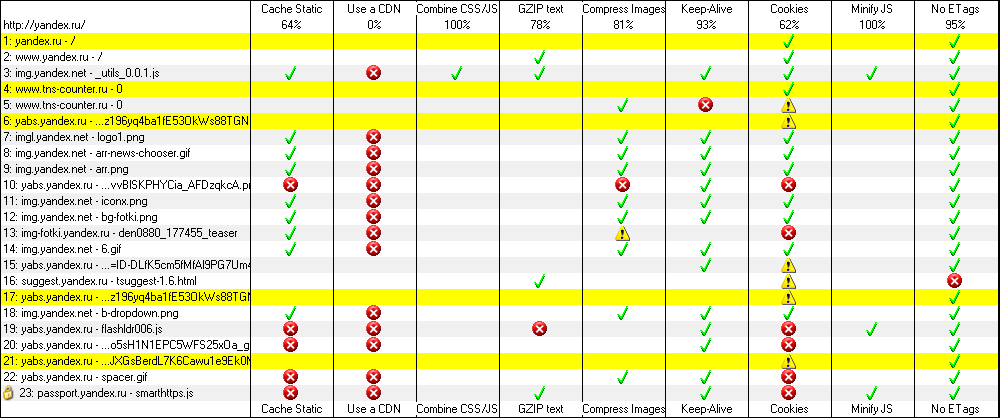 Cache Static Use a CDN Combine CSS/JS GZIP text Compress Images Keep-Alive Cookies Minify JS No ETags
http://yandex.ru/ 64% 0% 100% 78% 81% 93% 62% 100% 95%
1: yandex.ru - /
2: www.yandex.ru - /
3: img.yandex.net - _utils_0.0.1.js
4: www.tns-counter.ru - 0
5: www.tns-counter.ru - 0
6: yabs.yandex.ru - ...z196yq4ba1fE53OkWs88TGN
7: imgl.yandex.net - logo1.png
8: img.yandex.net - arr-news-chooser.gif
9: img.yandex.net - arr.png
10: yabs.yandex.ru - ...vvBISKPHYCia_AFDzqkcA.pn
11: img.yandex.net - iconx.png
12: img.yandex.net - bg-fotki.png
13: img-fotki.yandex.ru - den0880_177455_teaser
14: img.yandex.net - 6.gif
15: yabs.yandex.ru - ...=ID-DLfK5cm5fMfAl9PG7Um4
16: suggest.yandex.ru - tsuggest-1.6.html
17: yabs.yandex.ru - ...z196yq4ba1fE53OkWs88TGN
18: img.yandex.net - b-dropdown.png
19: yabs.yandex.ru - flashldr006.js
20: yabs.yandex.ru - ...o5sH1N1EPC5WFS25xOa_g
21: yabs.yandex.ru - ...JXGsBerdL7K6Cawu1e9Ek0N
22: yabs.yandex.ru - spacer.gif
23: passport.yandex.ru - smarthttps.js
Cache Static Use a CDN Combine CSS/JS GZIP text Compress Images Keep-Alive Cookies Minify JS No ETags